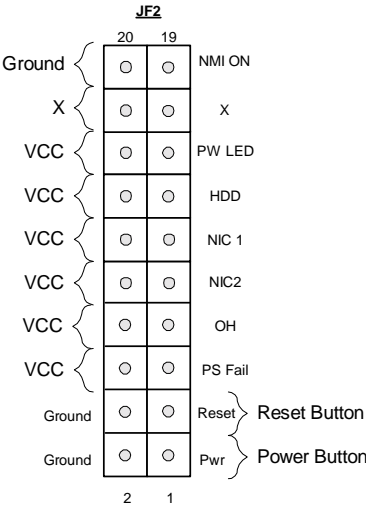 JF2
20 19
Ground NMI ON
X X
VCC PW LED
VCC HDD
VCC NIC 1
VCC NIC2
VCC OH
VCC PS Fail
Ground Reset Reset Button
Ground Pwr Power Button
2 1